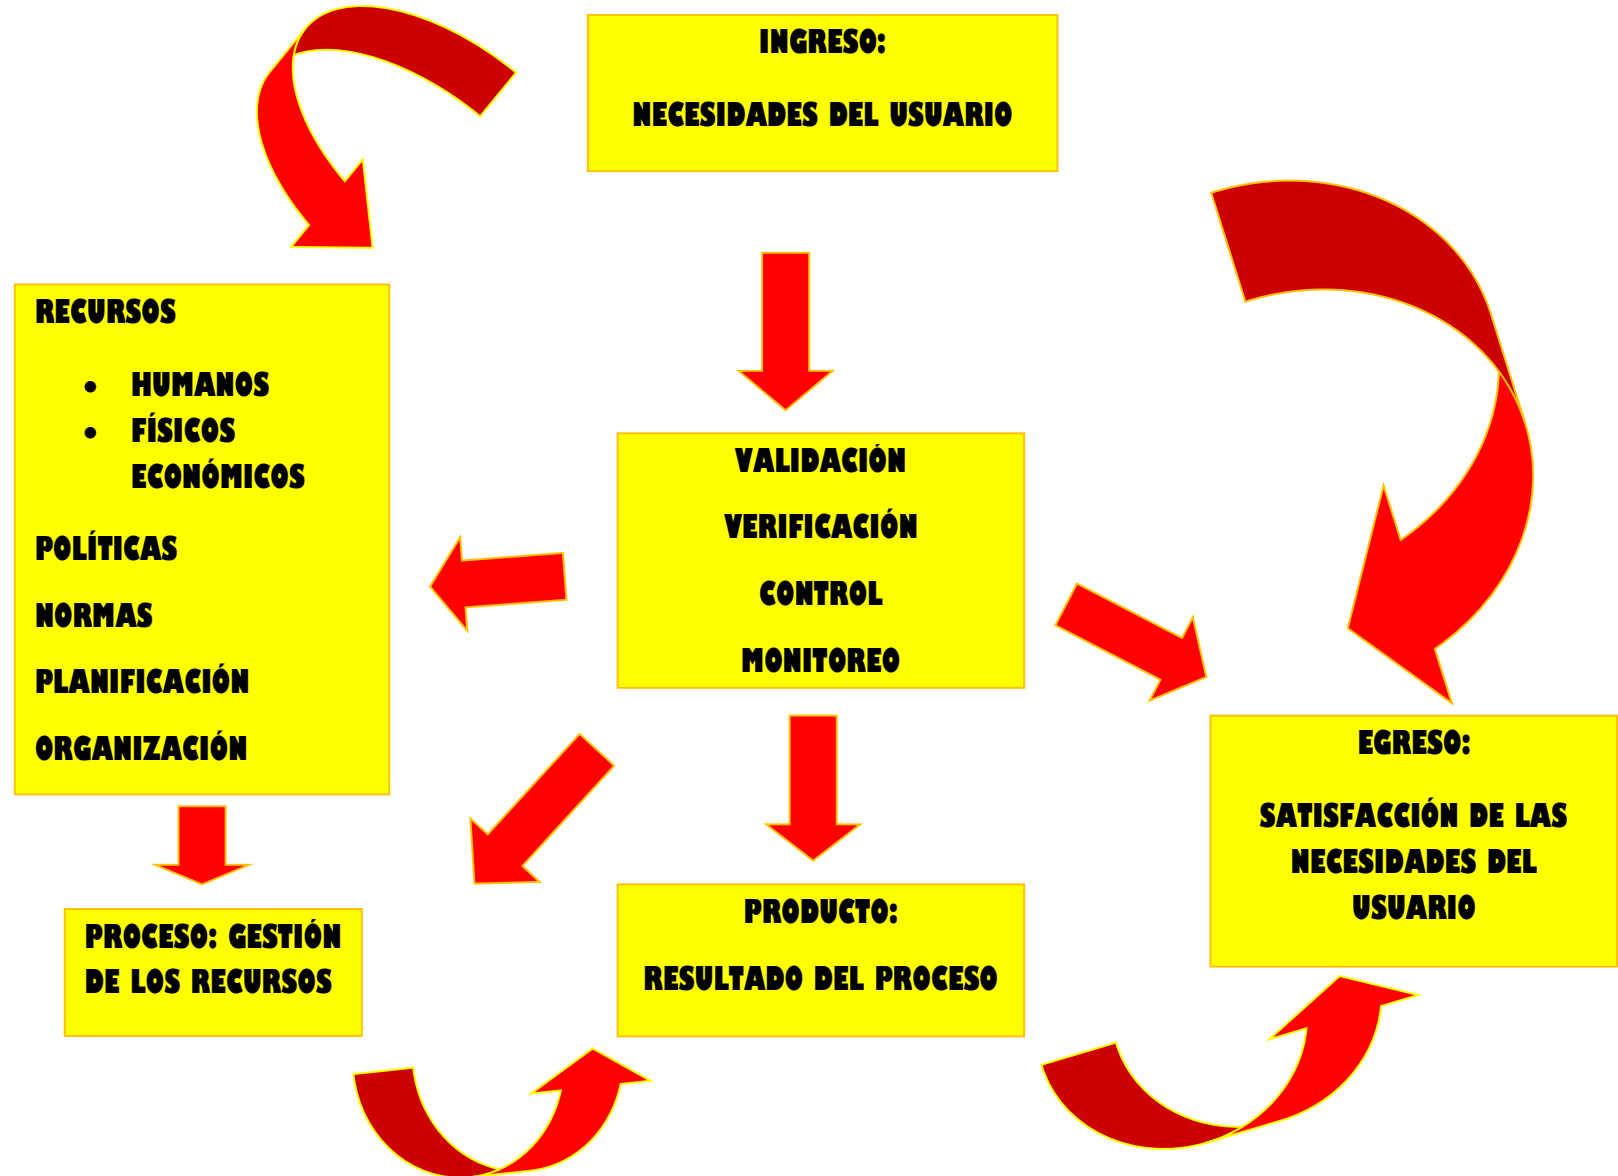 INGRESO:
NECESIDADES DEL USUARIO
RECURSOS
• HUMANOS
• FÍSICOS
ECONÓMICOS
POLÍTICAS
NORMAS
PLANIFICACIÓN
ORGANIZACIÓN
VALIDACIÓN
VERIFICACIÓN
CONTROL
MONITOREO
EGRESO:
SATISFACCIÓN DE LAS
NECESIDADES DEL
USUARIO
PROCESO: GESTIÓN
DE LOS RECURSOS
PRODUCTO:
RESULTADO DEL PROCESO